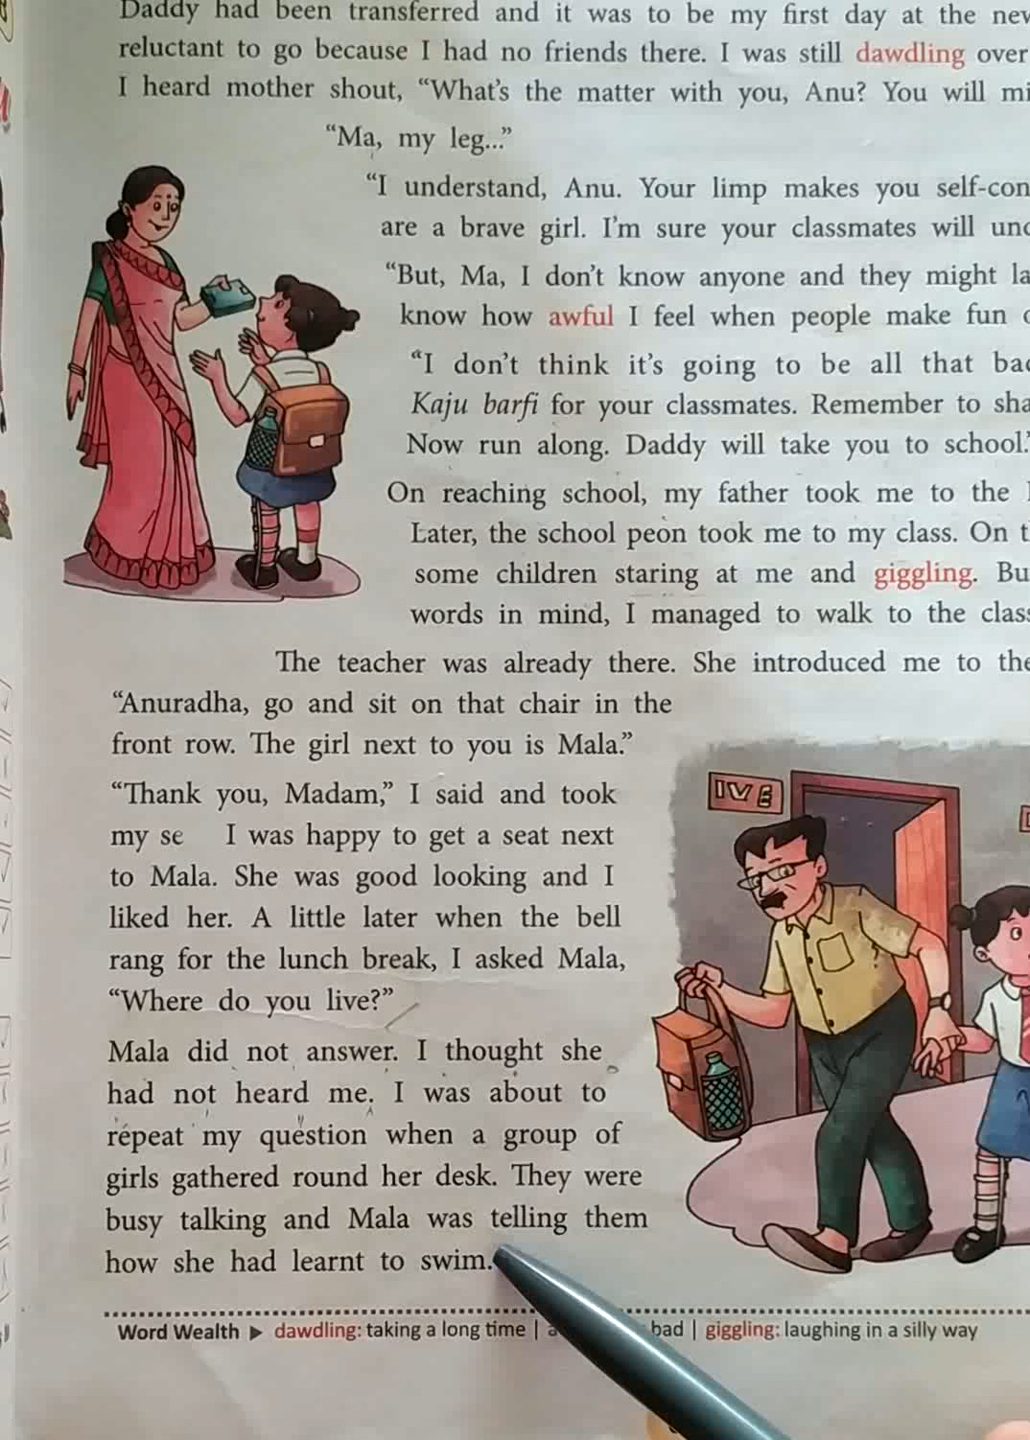 Daddy had been transferred and it was to be my first day at the new
reluctant to go because I had no friends there. I was still dawdling over
I heard mother shout, “What’s the matter with you, Anu? You will
“Ma, my leg...”
“I understand, Anu. Your limp makes you
are a brave girl. I’m sure your classmates will
“But, Ma, I don’t know anyone and they might
know how awful I feel when people make fun
“I don’t think it’s going to be all that
Kaju barfi for your classmates. Remember to
Now run along. Daddy will take you to school.”
On reaching school, my father took me to the
Later, the school peon took me to my class. On
some children staring at me and giggling.
words in mind, I managed to walk to the
The teacher was already there. She introduced me to
“Anuradha, go and sit on that chair in the
front row. The girl next to you is Mala.”
“Thank you, Madam,” I said and took
my se I was happy to get a seat next
to Mala. She was good looking and I
liked her. A little later when the bell
rang for the lunch break, I asked Mala,
“Where do you live?”
Mala did not answer. I thought she
had not heard me. I was about to
repeat my question when a group of
girls gathered round her desk. They were
busy talking and Mala was telling them
how she had learnt to swim.
IV E
Word Wealth ▶ dawdling: taking a long time | bad | giggling: laughing in a silly way